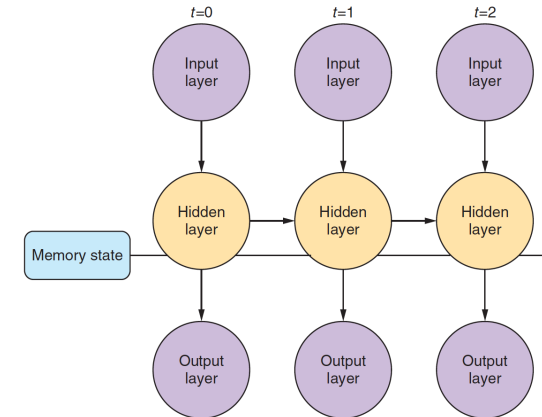 t=0
t=1
t=2
Input
layer
Input
layer
Input
layer
Hidden
layer
Hidden
layer
Hidden
layer
Memory state
Output
layer
Output
layer
Output
layer